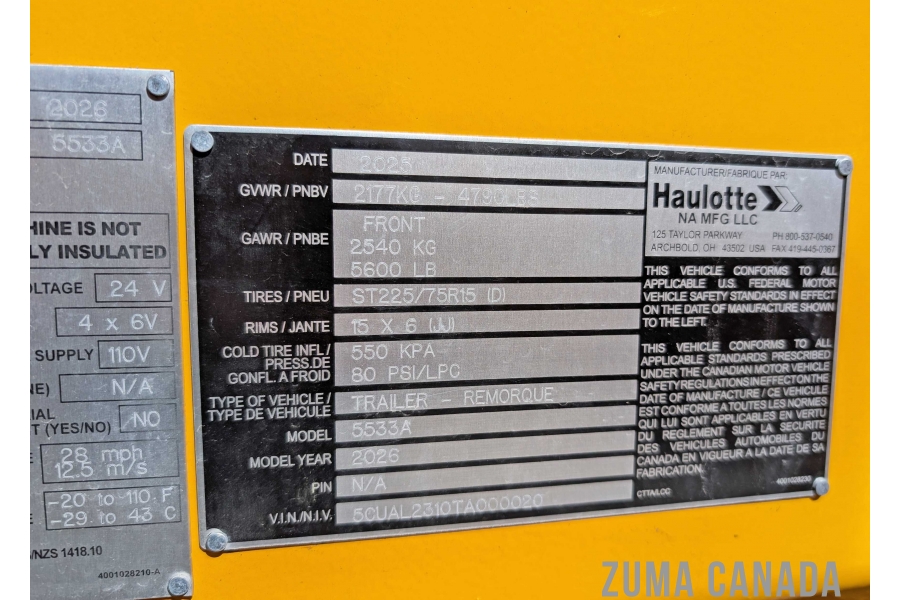 2026
5533A
HINE IS NOT
LY INSULATED
LTAGE 24 V
4 x 6V
SUPPLY 110V
NE) N/A
IAL
T (YES/NO) NO
28 mph
12.5 m/s
-20 to 110 F
-29 to 43 C
/NZS 1418.10
4001028210-A
DATE 2025
GVWR / PNBV 2177KG - 4790LBS
GAWR / PNBE FRONT
2540 KG
5600 LB
TIRES / PNEU ST225/75R15 (D)
RIMS / JANTE 15 X 6 (JJ)
COLD TIRE INFL / 550 KPA
PRESS.DE
GONFL. A FROID 80 PSI/LPC
TYPE OF VEHICLE / TRAILER - REMORQUE
TYPE DE VÉHICULE
MODEL 5533A
MODEL YEAR 2026
PIN N/A
V.I.N./N.I.V. 5CUAL2310TA000020
MANUFACTURER/FABRIQUE PAR:
Haulotte
NA MFG LLC
125 TAYLOR PARKWAY PH 800-537-0540
ARCHBOLD, OH 43502 USA FAX 419-445-0367
THIS VEHICLE CONFORMS TO ALL
APPLICABLE U.S. FEDERAL MOTOR
VEHICLE SAFETY STANDARDS IN EFFECT
ON THE DATE OF MANUFACTURE SHOWN
TO THE LEFT.
THIS VEHICLE CONFORMS TO ALL
APPLICABLE STANDARDS PRESCRIBED
UNDER THE CANADIAN MOTOR VEHICLE
SAFETY REGULATIONS IN EFFECT ON THE
DATE OF MANUFACTURE / CE VEHICULE
EST CONFORME A TOUTES LES NORMES
QUI LUI SONT APPLICABLES EN VERTU
DU REGLEMENT SUR LA SECURITE
DES VEHICULES AUTOMOBILES DU
CANADA EN VIGUEUR A LA DATE DE SA
FABRICATION.
CTTAILCC 4001028230
ZUMA CANADA